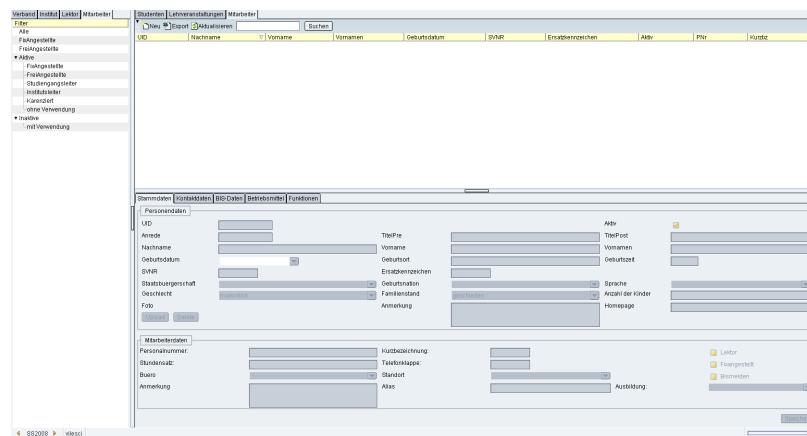 Verband Institut Lektor Mitarbeiter
Filter
Alle
FixAngestellte
FreiAngestellte
Aktive
FixAngestellte
FreiAngestellte
Studiengangsleiter
Institutsleiter
Karenziert
ohne Verwendung
Inaktive
mit Verwendung
Studenten Lehrveranstaltungen Mitarbeiter
Neu Export Aktualisieren Suchen
UID Nachname Vorname Vornamen Geburtsdatum SVNR Ersatzkennzeichen Aktiv PNr Kurzbz
Stammdaten Kontaktdaten BIS-Daten Betriebsmittel Funktionen
Personendaten
UID Aktiv
Anrede TitelPre TitelPost
Nachname Vorname Vornamen
Geburtsdatum Geburtsort Geburtszeit
SVNR Ersatzkennzeichen
Staatsbuergerschaft Geburtsnation Sprache
Geschlecht maennlich Familienstand geschieden Anzahl der Kinder
Foto Anmerkung Homepage
Upload Delete
Mitarbeiterdaten
Personalnummer: Kurzbezeichnung: Lektor
Stundensatz: Telefonklappe: Fixangestellt
Buero Standort Bismelden
Anmerkung Alias Ausbildung:
SS2008